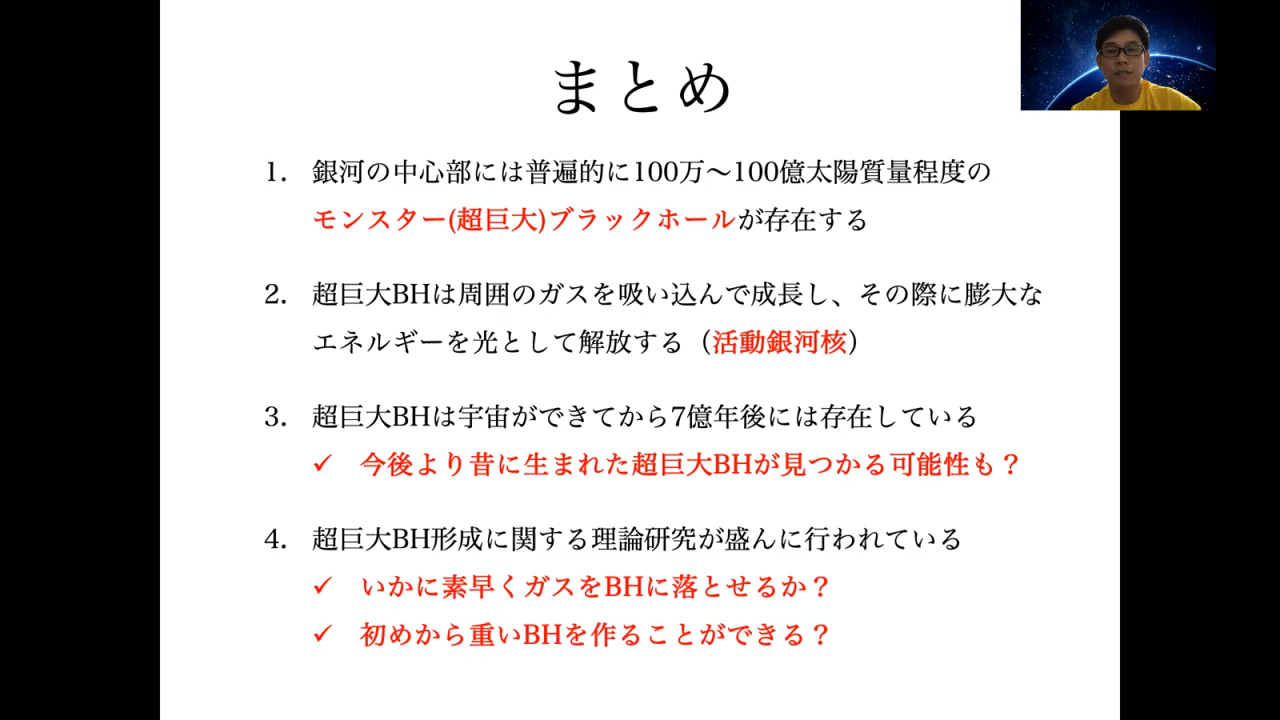 まとめ
1. 銀河の中心部には普遍的に100万〜100億太陽質量程度の
モンスター(超巨大)ブラックホールが存在する
2. 超巨大BHは周囲のガスを吸い込んで成長し、その際に膨大な
エネルギーを光として解放する（活動銀河核）
3. 超巨大BHは宇宙ができてから7億年後には存在している
✓ 今後より昔に生まれた超巨大BHが見つかる可能性も？
4. 超巨大BH形成に関する理論研究が盛んに行われている
✓ いかに素早くガスをBHに落とせるか？
✓ 初めから重いBHを作ることができる？